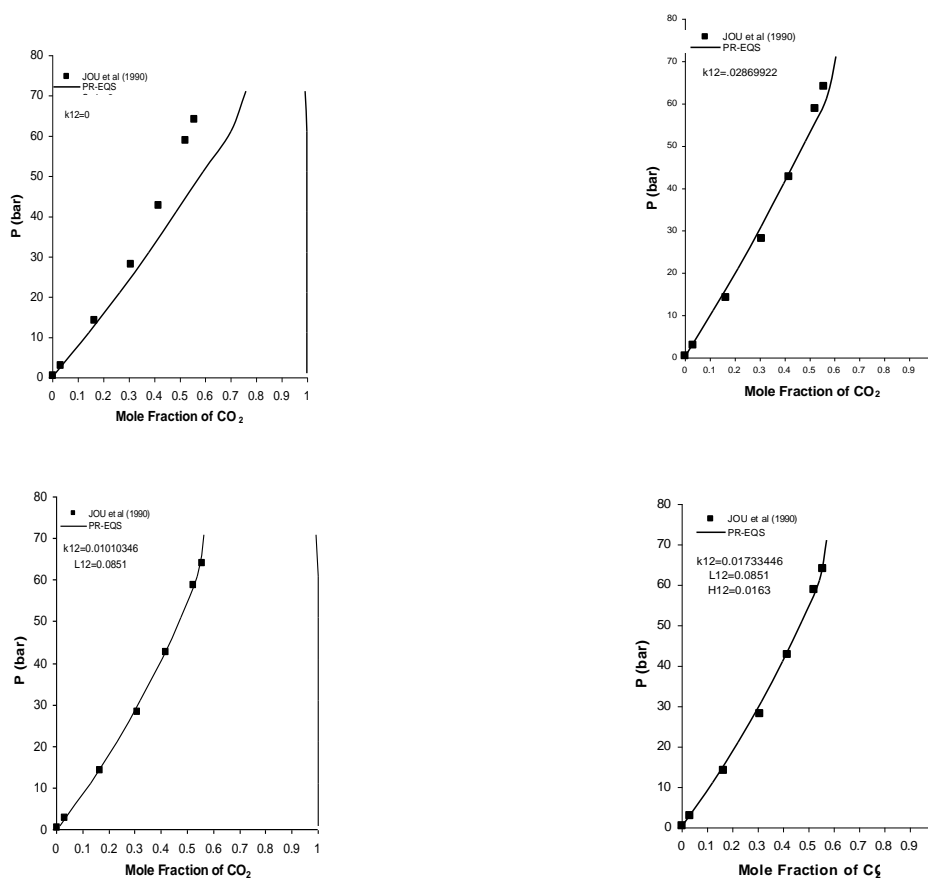 80
70
60
50
40
30
20
10
0
P (bar)
JOU et al (1990)
PR-EQS
k12=0
0 0.1 0.2 0.3 0.4 0.5 0.6 0.7 0.8 0.9 1
Mole Fraction of CO2
80
70
60
50
40
30
20
10
0
P (bar)
JOU et al (1990)
PR-EQS
k12=.02869922
0 0.1 0.2 0.3 0.4 0.5 0.6 0.7 0.8 0.9
Mole Fraction of CO2
80
70
60
50
40
30
20
10
0
P (bar)
JOU et al (1990)
PR-EQS
k12=0.01010346
L12=0.0851
0 0.1 0.2 0.3 0.4 0.5 0.6 0.7 0.8 0.9 1
Mole Fraction of CO2
80
70
60
50
40
30
20
10
0
P (bar)
JOU et al (1990)
PR-EQS
k12=0.01733446
L12=0.0851
H12=0.0163
0 0.1 0.2 0.3 0.4 0.5 0.6 0.7 0.8 0.9
Mole Fraction of